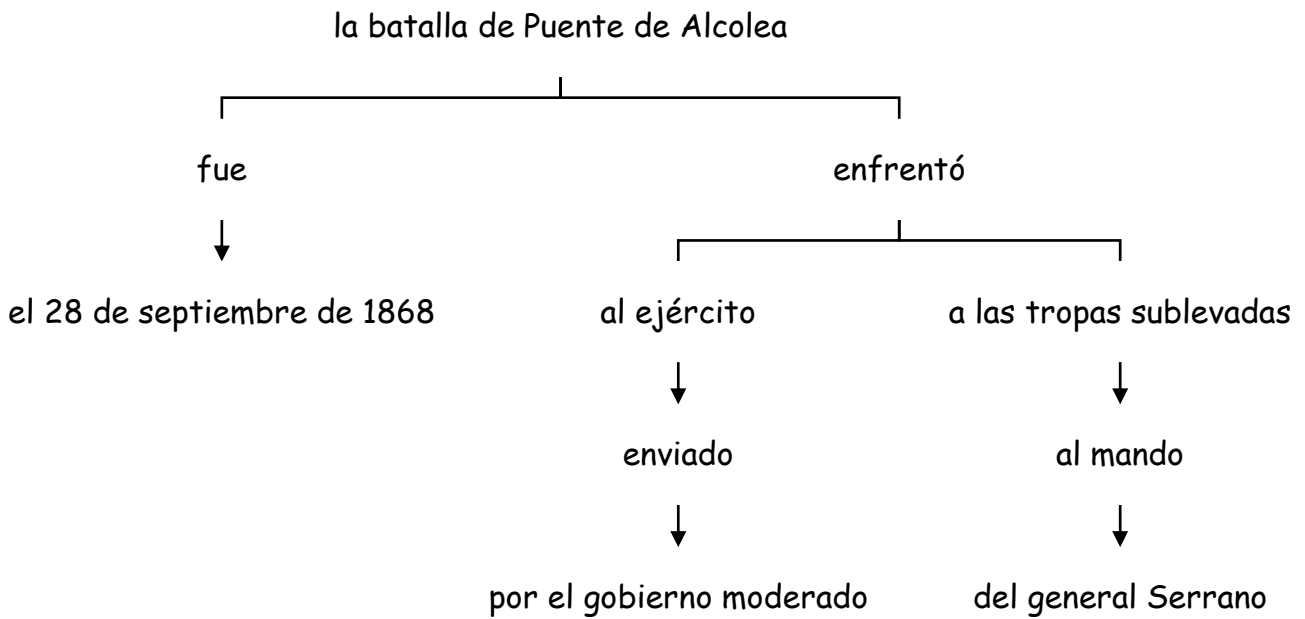 la batalla de Puente de Alcolea
fue enfrentó
el 28 de septiembre de 1868 al ejército a las tropas sublevadas
enviado al mando
por el gobierno moderado del general Serrano